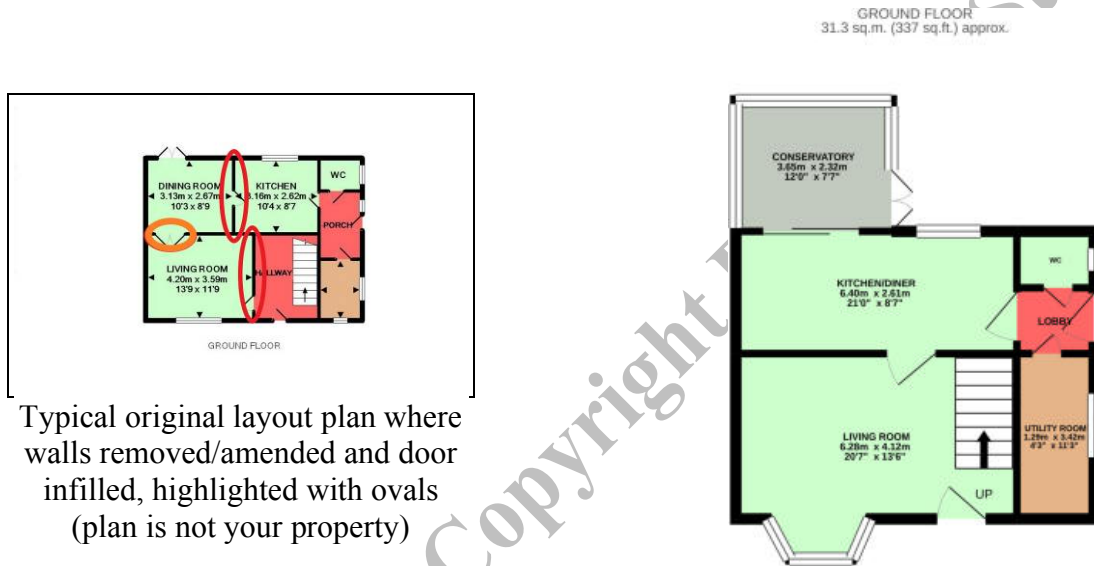 GROUND FLOOR
31.3 sq.m. (337 sq.ft.) approx.
DINING ROOM
3.13m x 2.67m
10'3 x 8'9
KITCHEN
3.16m x 2.62m
10'4 x 8'7
WC
PORCH
LIVING ROOM
4.20m x 3.59m
13'9 x 11'9
HALLWAY
GROUND FLOOR
Typical original layout plan where
walls removed/amended and door
infilled, highlighted with ovals
(plan is not your property)
CONSERVATORY
3.65m x 2.32m
12'0" x 7'7"
KITCHEN/DINER
6.40m x 2.61m
21'0" x 8'7"
WC
LOBBY
LIVING ROOM
6.28m x 4.12m
20'7" x 13'6"
UP
UTILITY ROOM
1.29m x 3.42m
4'3" x 11'3"
Copyright